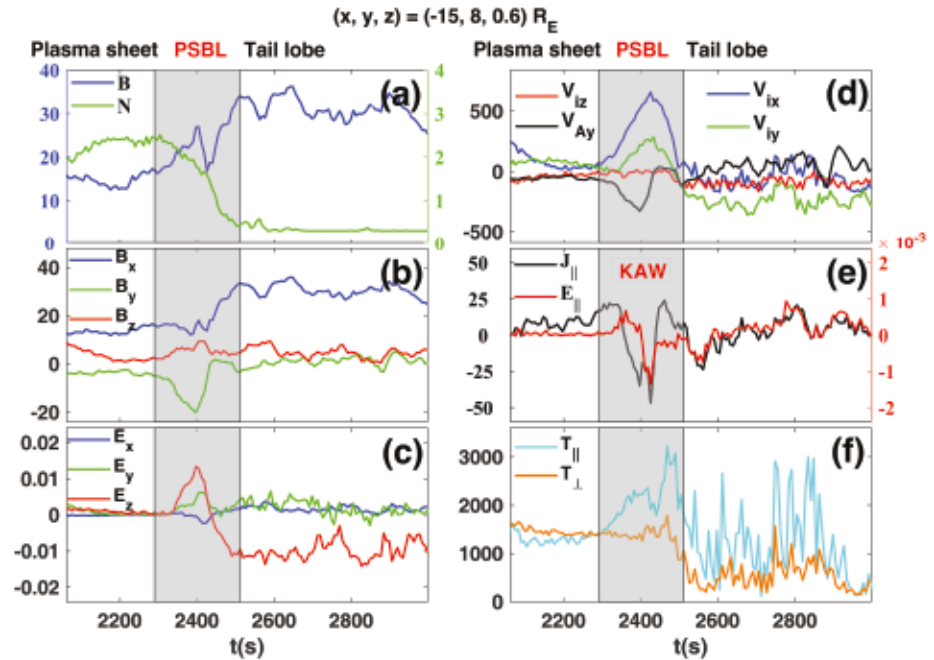 (x, y, z) = (-15, 8, 0.6) R_E
Plasma sheet PSBL Tail lobe
Plasma sheet PSBL Tail lobe
40
30
20
10
0
B
N
(a)
4
3
2
1
0
40
20
0
-20
B_x
B_y
B_z
(b)
0.02
0.01
0
-0.01
-0.02
E_x
E_y
E_z
(c)
2200 2400 2600 2800
t(s)
500
0
-500
V_iz
V_Ay
V_ix
V_iy
(d)
× 10⁻³
50
25
0
-25
-50
J_||
E_||
KAW
(e)
2
1
0
-1
-2
3000
2000
1000
0
T_||
T_⊥
(f)
2200 2400 2600 2800
t(s)